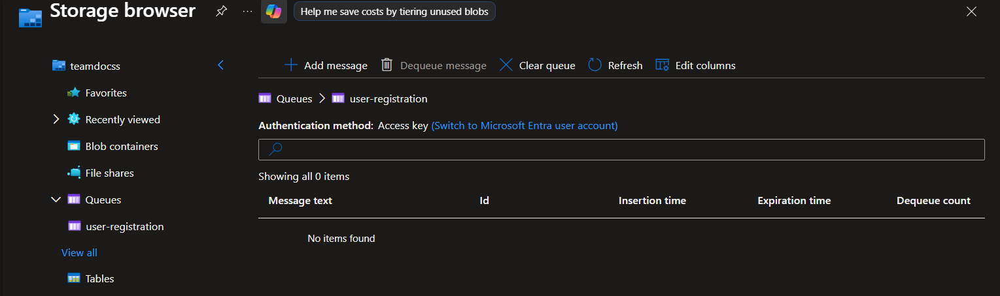 Storage browser
... Help me save costs by tiering unused blobs
teamdocss
Favorites
Recently viewed
Blob containers
File shares
Queues
user-registration
View all
Tables
Add message Dequeue message Clear queue Refresh Edit columns
Queues > user-registration
Authentication method: Access key (Switch to Microsoft Entra user account)
Showing all 0 items
Message text Id Insertion time Expiration time Dequeue count
No items found